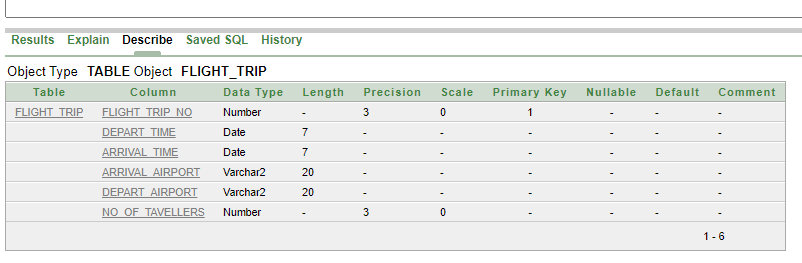 Results Explain Describe Saved SQL History
Object Type TABLE Object FLIGHT_TRIP
Table Column Data Type Length Precision Scale Primary Key Nullable Default Comment
FLIGHT_TRIP FLIGHT_TRIP_NO Number - 3 0 1 - - -
DEPART_TIME Date 7 - - - - - -
ARRIVAL_TIME Date 7 - - - - - -
ARRIVAL_AIRPORT Varchar2 20 - - - - - -
DEPART_AIRPORT Varchar2 20 - - - - - -
NO_OF_TAVELLERS Number - 3 0 - - - -
1 - 6